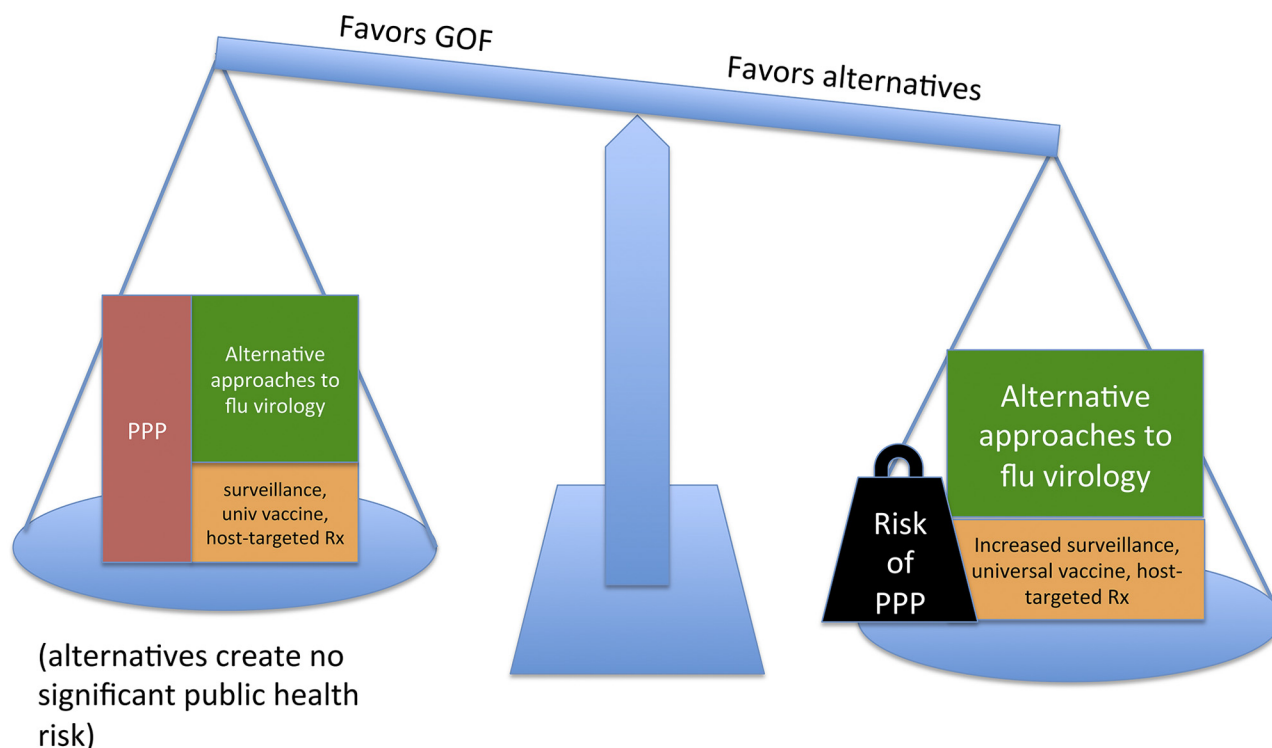 Favors GOF
Favors alternatives
PPP
Alternative
approaches to
flu virology
surveillance,
univ vaccine,
host-targeted Rx
(alternatives create no
significant public health
risk)
Risk
of
PPP
Alternative
approaches to
flu virology
Increased surveillance,
universal vaccine, host-
targeted Rx